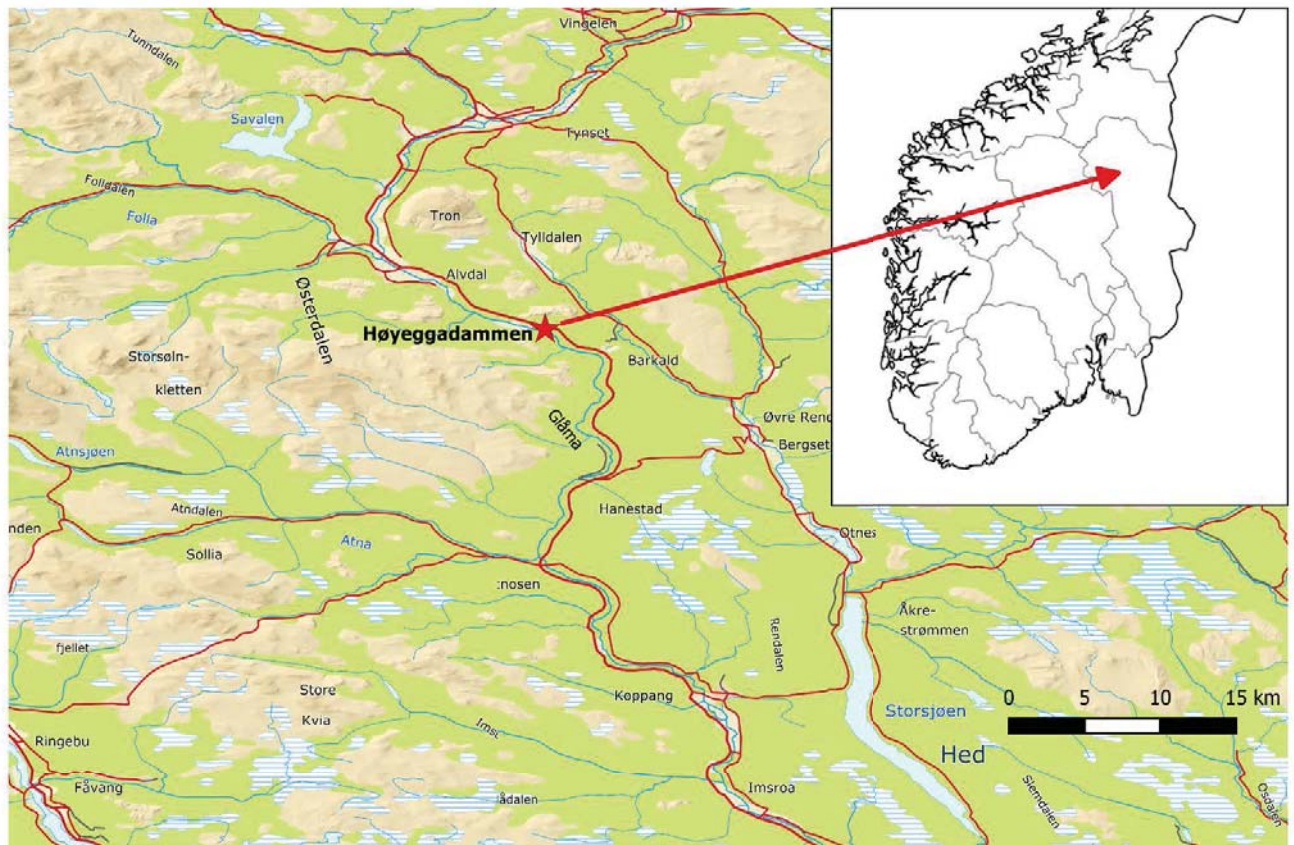 Vingelen
Tunndalen
Savalen
Tynset
Folldalen
Folla
Tron
Tylldalen
Alvdal
Østerdalen
Høyeggadammen
Storsøln-
kletten
Barkald
Glåma
Øvre Rend
Bergset
Atnsjøen
Hanestad
Atndalen
nden
Atna
Sollia
Otnes
nosen
Åkre-
strømmen
Rendalen
fjellet
Store
Kvia
Koppang
Storsjøen
0 5 10 15 km
Imsc
Ringebu
Hed
Fåvang
Imsroa
Slemdalen
Osdalen
ådalen